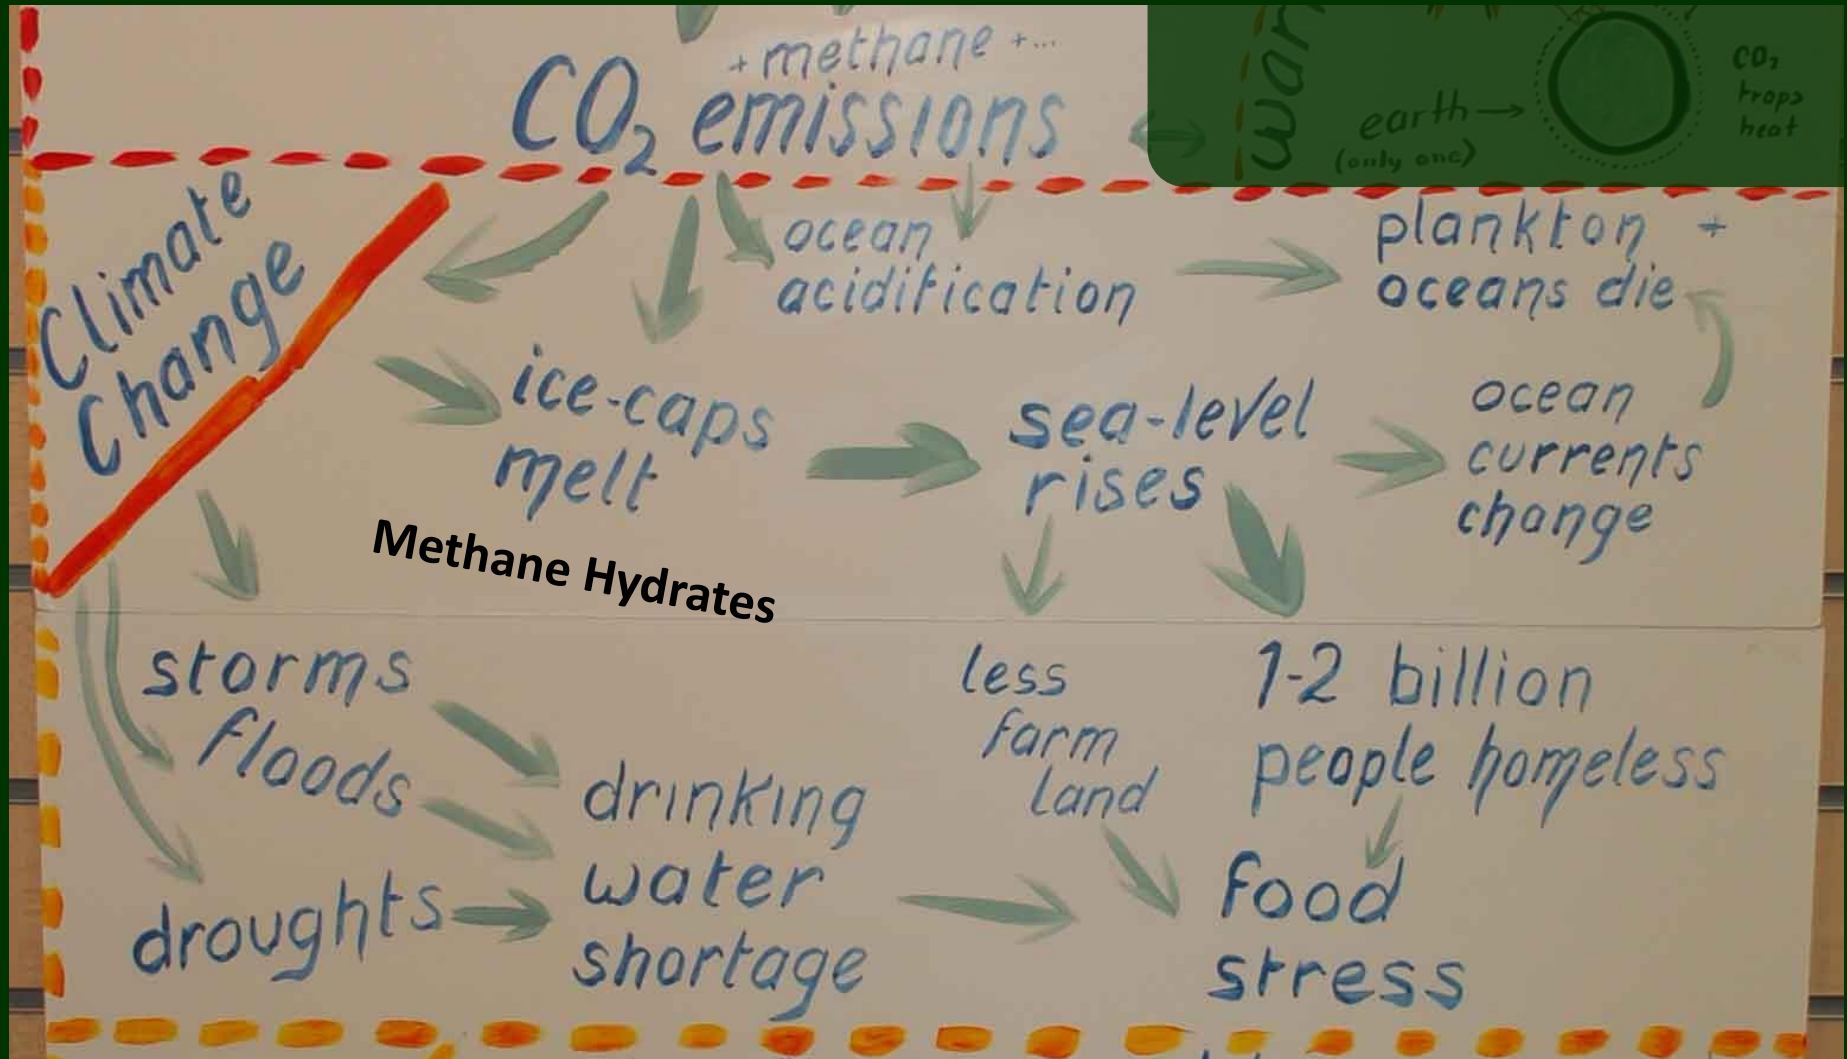 + methane +...
CO₂ emissions
earth →
(only one)
CO₂
traps
heat
Climate
Change
ocean
acidification
plankton +
oceans die
ice-caps
melt
sea-level
rises
ocean
currents
change
Methane Hydrates
storms
floods
droughts
drinking
water
shortage
less
farm
land
1-2 billion
people homeless
food
stress